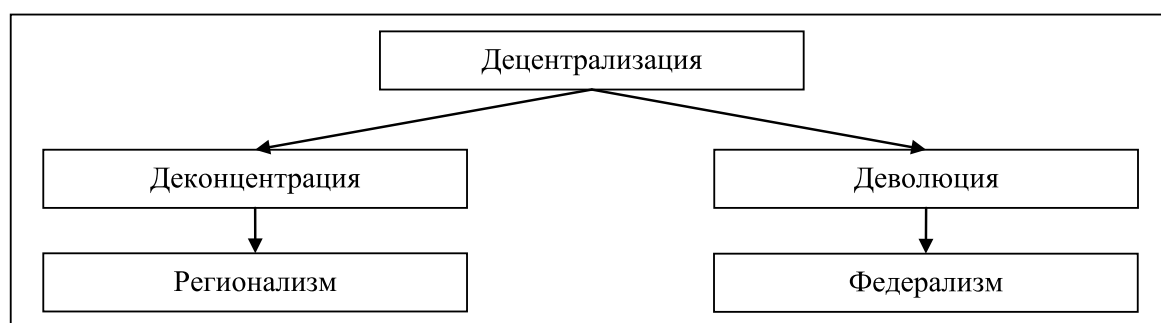 Децентрализация
Деконцентрация
Деволюция
Регионализм
Федерализм